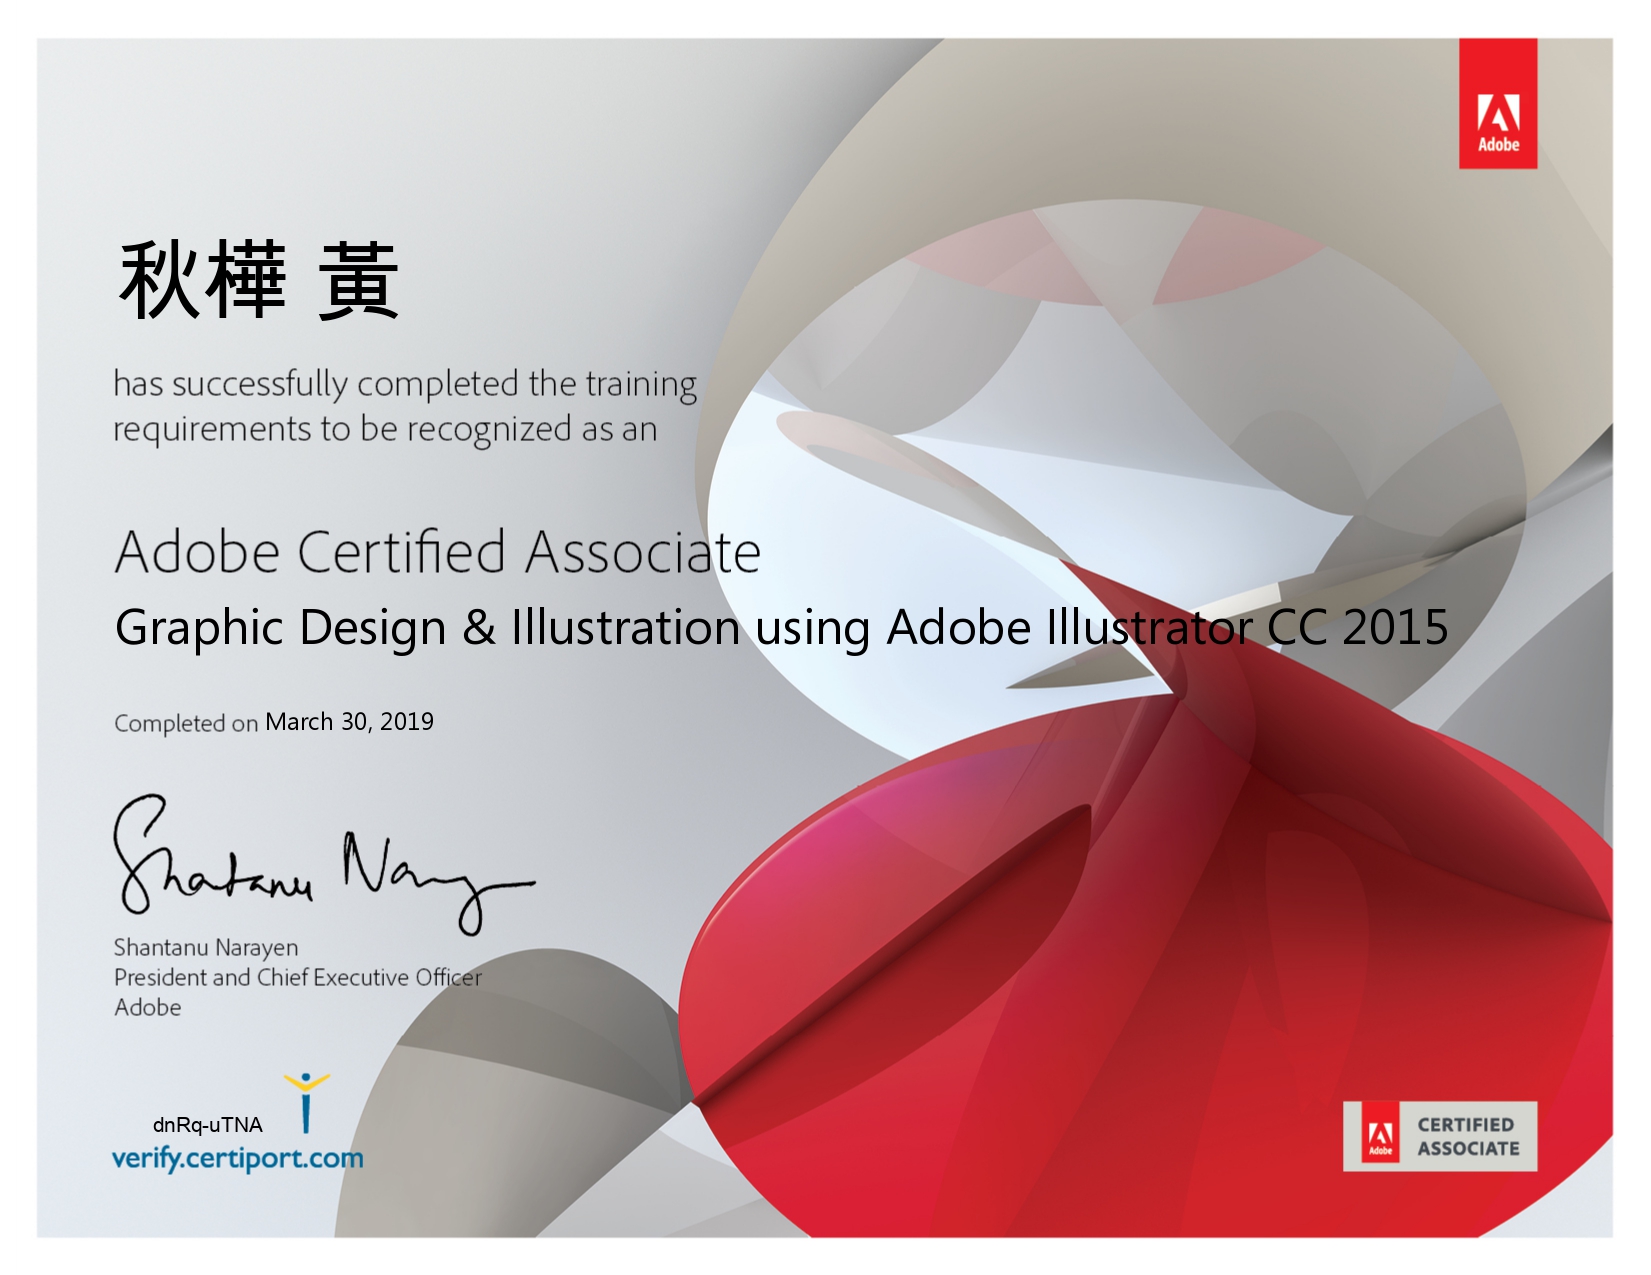 Adobe
秋樺 黃
has successfully completed the training
requirements to be recognized as an
Adobe Certified Associate
Graphic Design & Illustration using Adobe Illustrator CC 2015
Completed on March 30, 2019
Shantanu Narayen
Shantanu Narayen
President and Chief Executive Officer
Adobe
dnRq-uTNA
verify.certiport.com
Adobe
CERTIFIED
ASSOCIATE